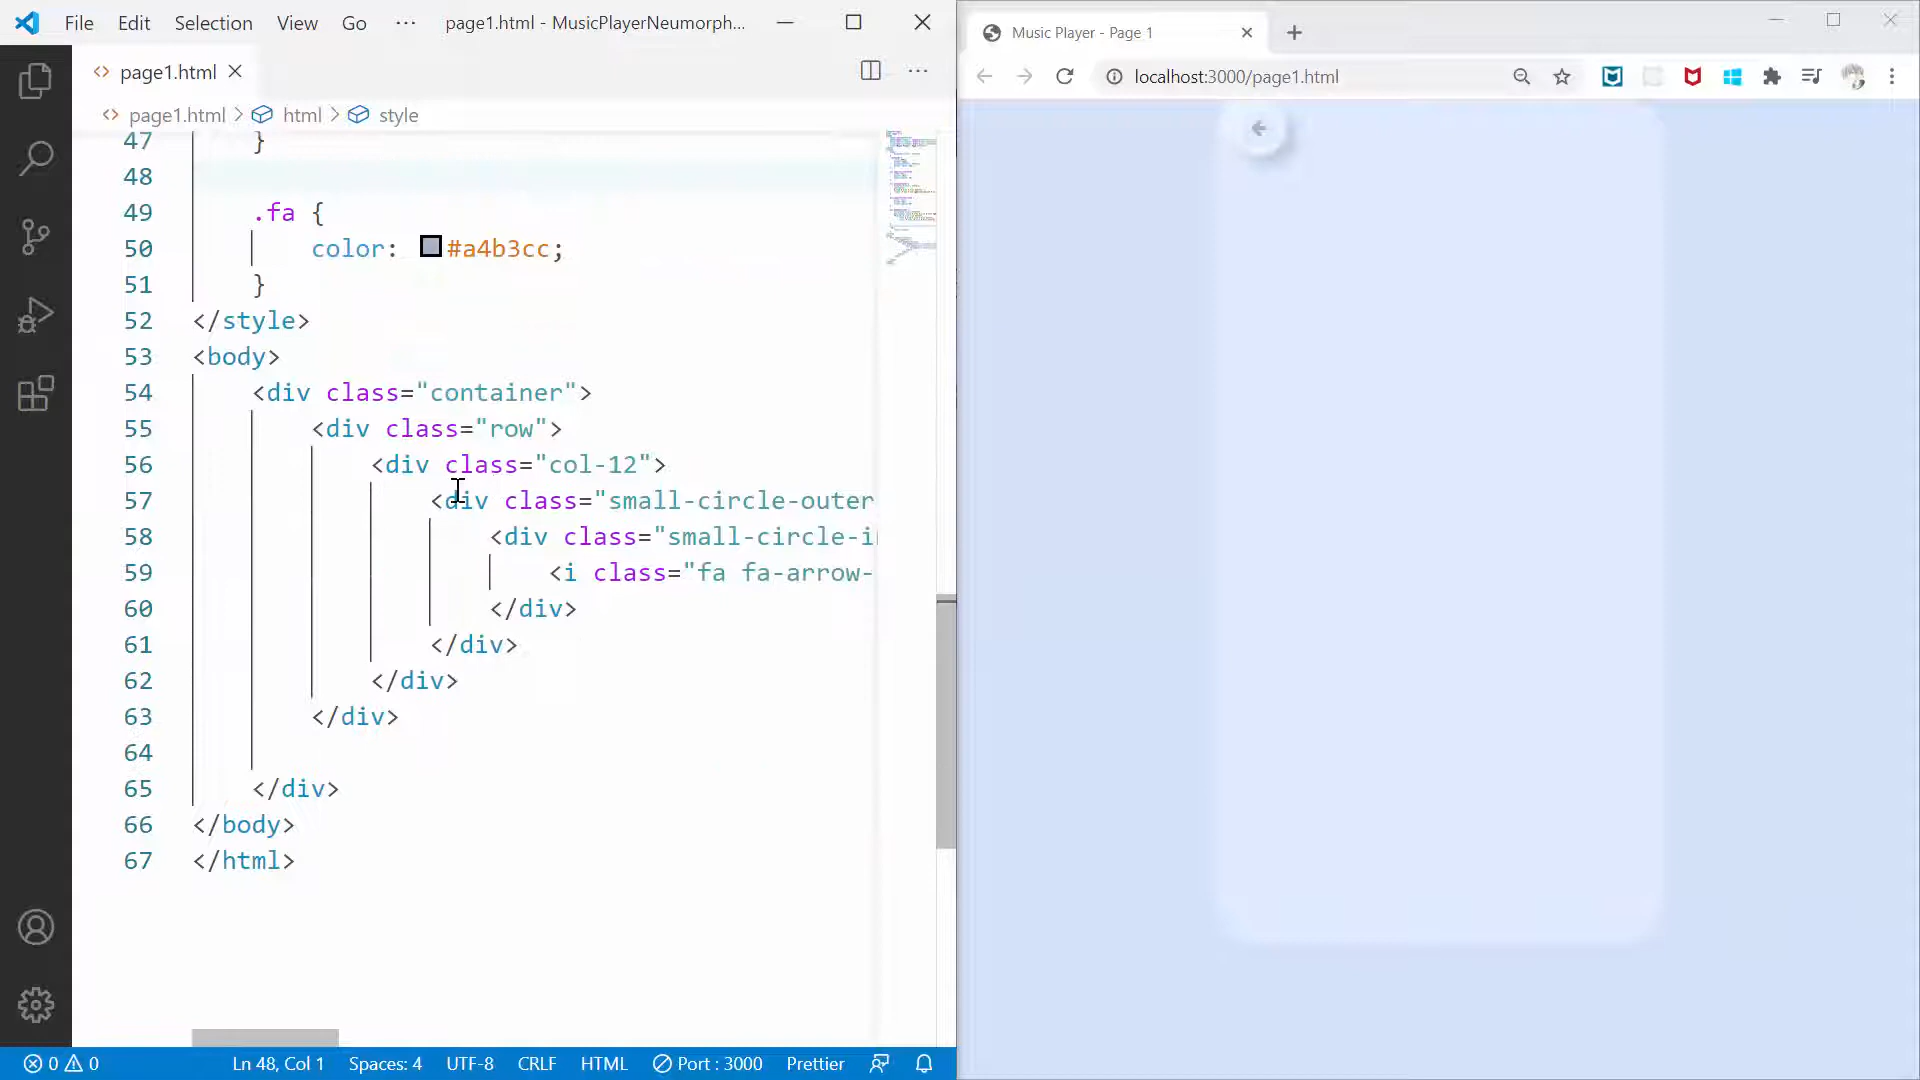 File Edit Selection View Go ··· page1.html - MusicPlayerNeumorph...
page1.html
page1.html > html > style
47 }
48
49 .fa {
50 color: #a4b3cc;
51 }
52 </style>
53 <body>
54 <div class="container">
55 <div class="row">
56 <div class="col-12">
57 <div class="small-circle-outer
58 <div class="small-circle-i
59 <i class="fa fa-arrow-
60 </div>
61 </div>
62 </div>
63 </div>
64
65 </div>
66 </body>
67 </html>
0 0 Ln 48, Col 1 Spaces: 4 UTF-8 CRLF HTML Port : 3000 Prettier
Music Player - Page 1
localhost:3000/page1.html